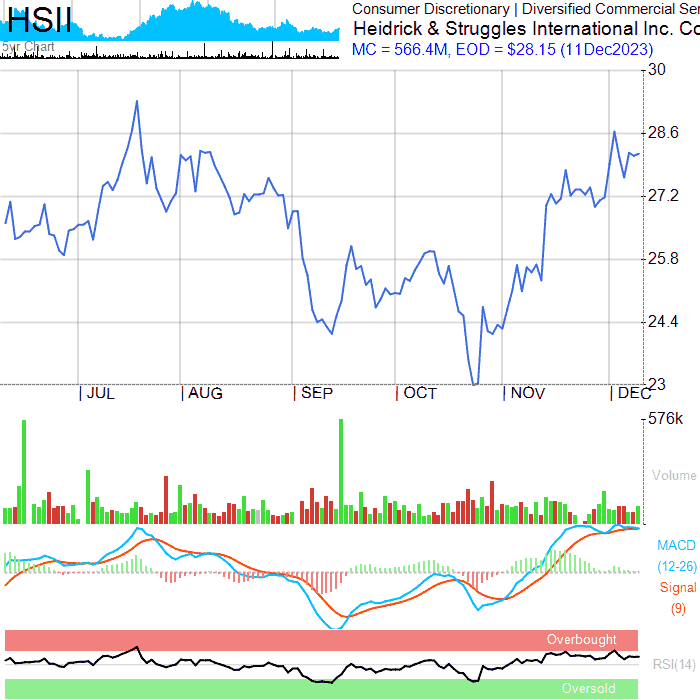 HSII
5yr Chart
Consumer Discretionary | Diversified Commercial Ser
Heidrick & Struggles International Inc. Co
MC = 566.4M, EOD = $28.15 (11Dec2023)
30
28.6
27.2
25.8
24.4
23
JUL AUG SEP OCT NOV DEC
576k
Volume
MACD
(12-26)
Signal
(9)
Overbought
RSI(14)
Oversold